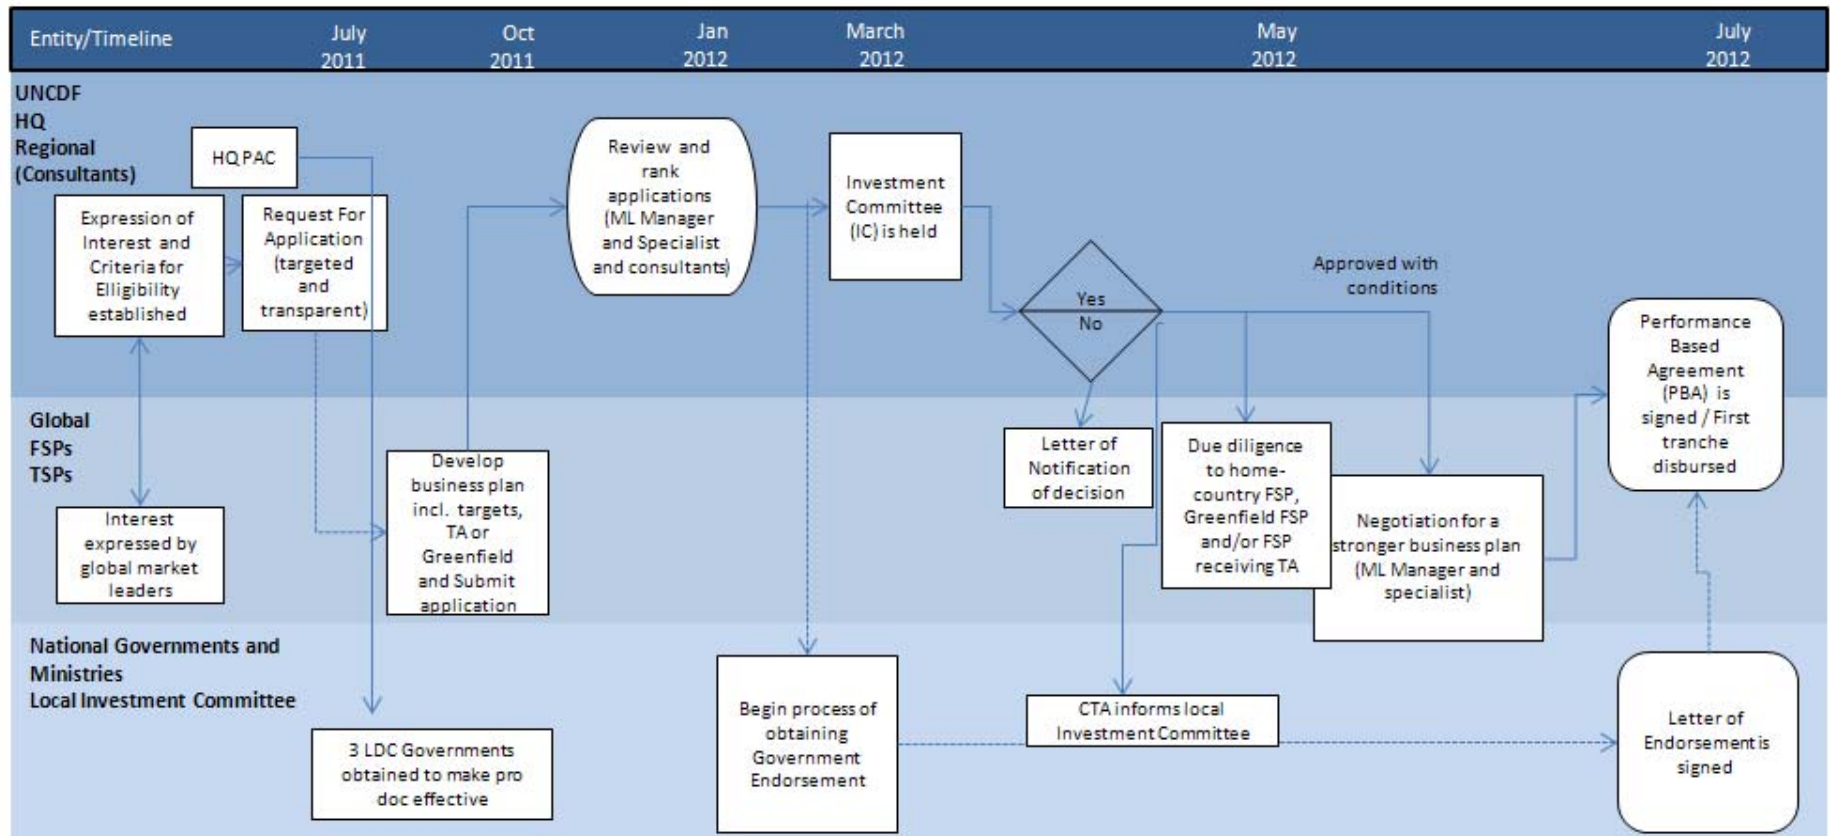 Entity/Timeline
July
2011
Oct
2011
Jan
2012
March
2012
May
2012
July
2012
UNCDF
HQ
Regional
(Consultants)
HQ PAC
Expression of
Interest and
Criteria for
Elligibility
established
Request For
Application
(targeted
and
transparent)
Review and
rank
applications
(ML Manager
and Specialist
and consultants)
Investment
Committee
(IC) is held
Yes
No
Approved with
conditions
Performance
Based
Agreement
(PBA) is
signed / First
tranche
disbursed
Global
FSPs
TSPs
Interest
expressed by
global market
leaders
Develop
business plan
incl. targets,
TA or
Greenfield
and Submit
application
Letter of
Notification
of decision
Due diligence
to home-
country FSP,
Greenfield FSP
and/or FSP
receiving TA
Negotiation for a
stronger business plan
(ML Manager and
specialist)
National Governments and
Ministries
Local Investment Committee
3 LDC Governments
obtained to make pro
doc effective
Begin process of
obtaining
Government
Endorsement
CTA informs local
Investment Committee
Letter of
Endorsement is
signed